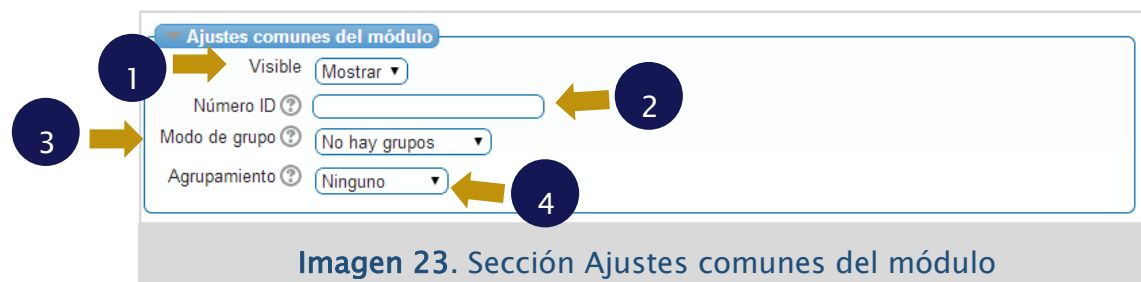 Ajustes comunes del módulo
1
Visible Mostrar
Número ID ?
2
3
Modo de grupo ? No hay grupos
Agrupamiento ? Ninguno
4
Imagen 23. Sección Ajustes comunes del módulo